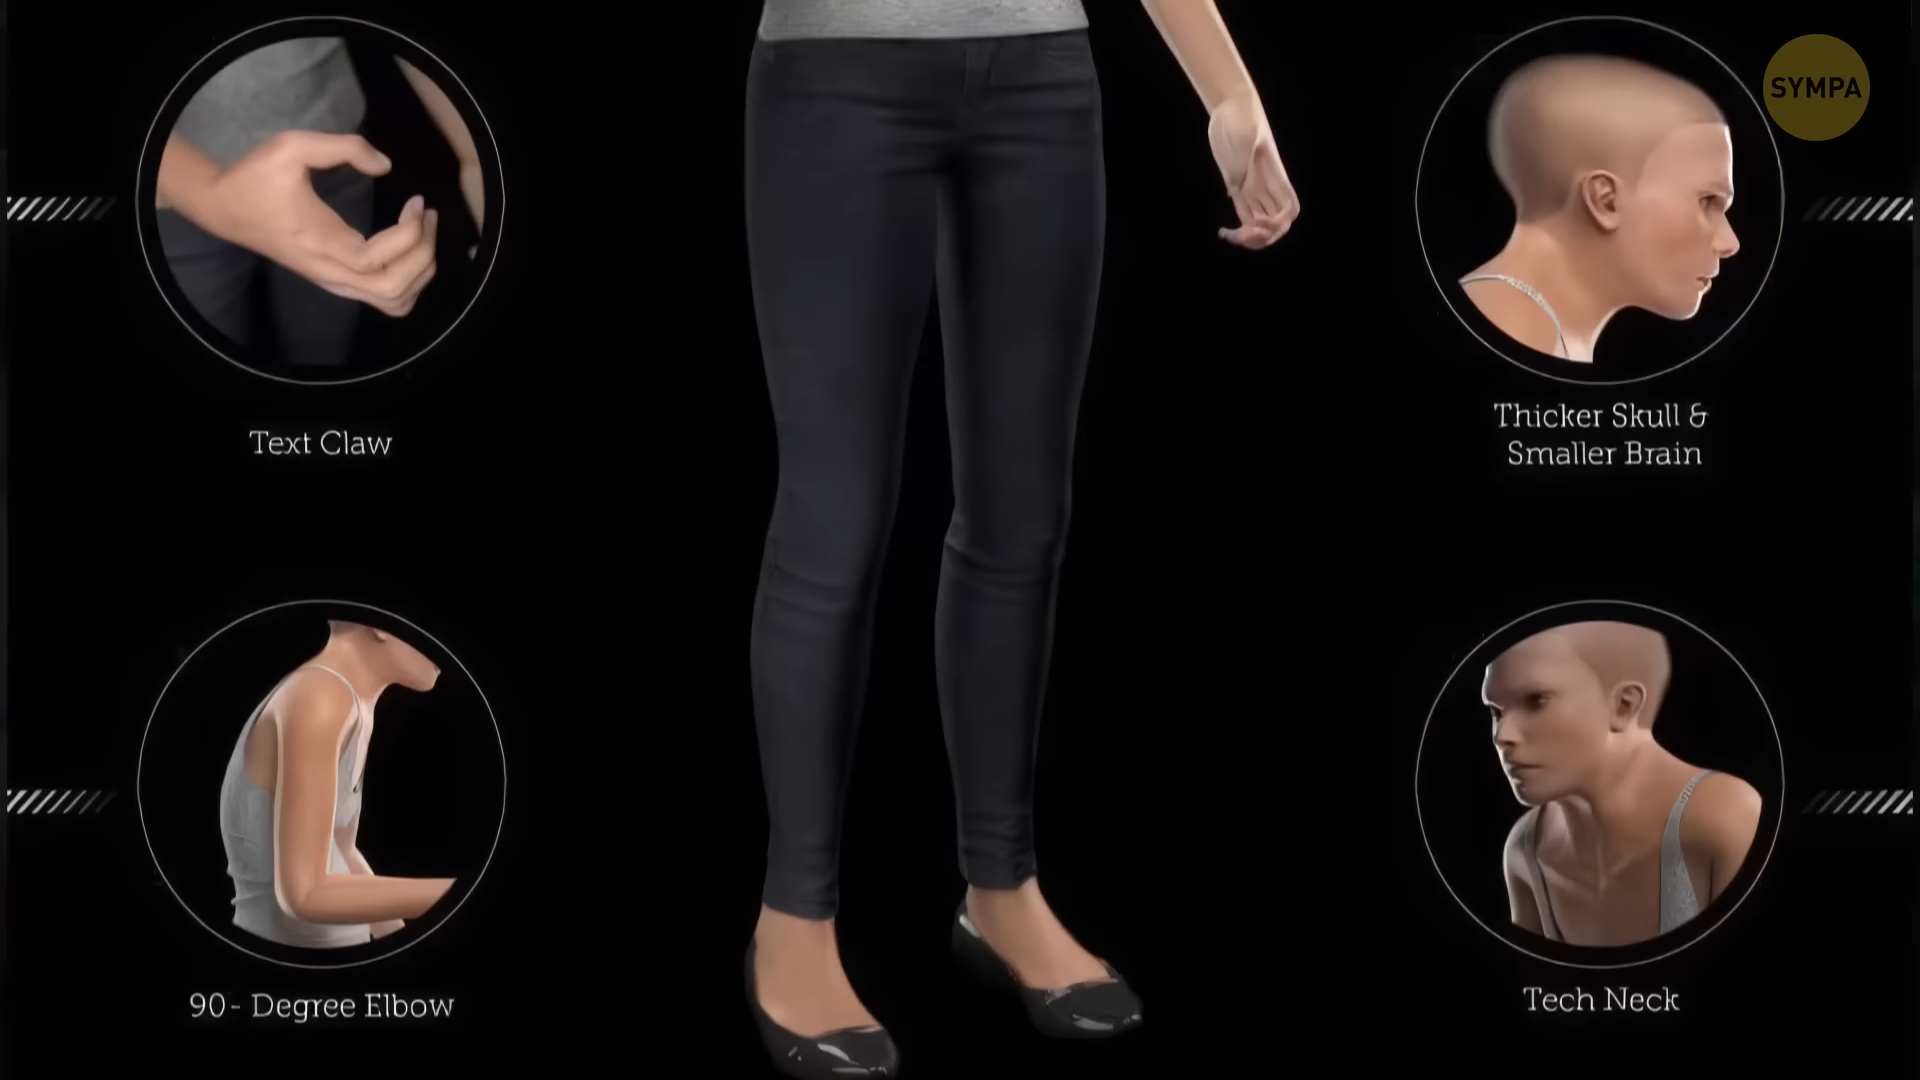 SYMPA
Text Claw
Thicker Skull &
Smaller Brain
90- Degree Elbow
Tech Neck